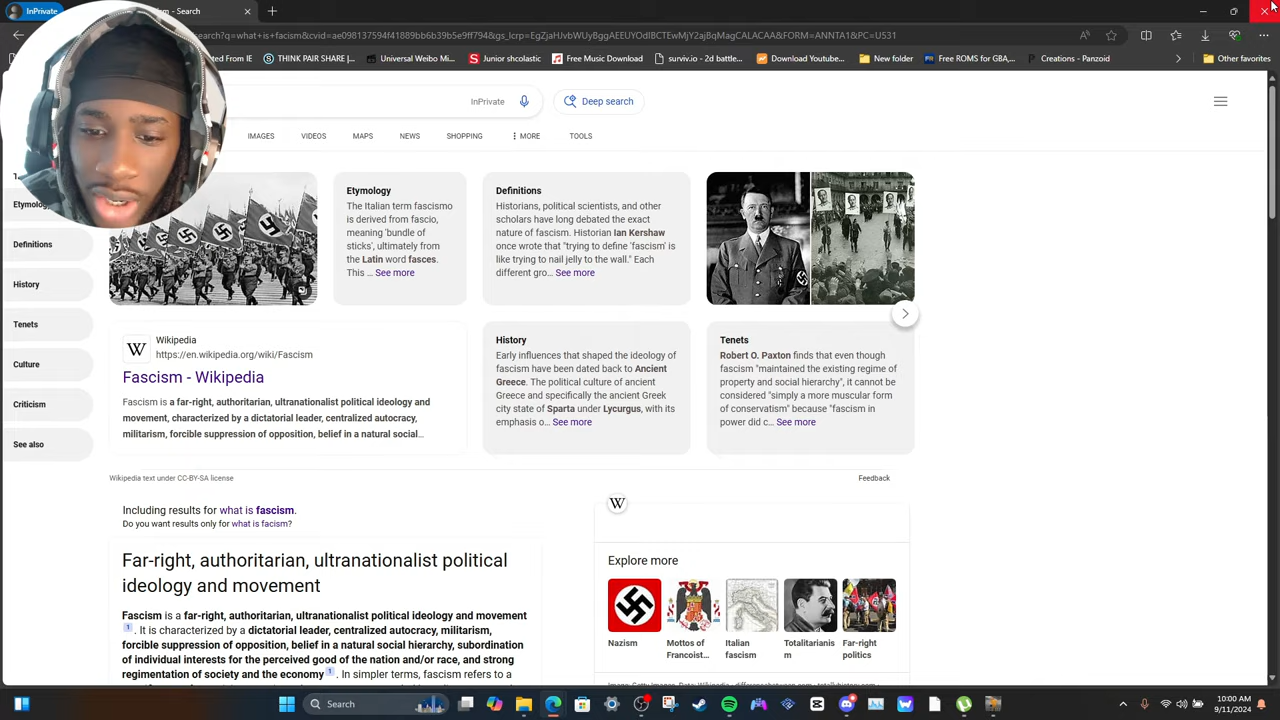 InPrivate
- Search
search?q=what+is+facism&cvid=ae098137594f41889bb6b39b5e9ff794&gs_lcrp=EgZjaHJvbWUyBggAEEUYOdIBCTEwMjY2ajBqMagCALACAA&FORM=ANNTA1&PC=U531
ted From iC...
THINK PAIR SHARE |...
Universal Weibo Mi...
Junior Scholastic
Free Music Download
surviv.io - 2d battle...
Free ROMS for GBA,...
Creations - Panzoid
Other favorites
InPrivate
Deep search
IMAGES
VIDEOS
MAPS
NEWS
SHOPPING
MORE
TOOLS
Definitions
History
Tenets
Culture
Criticism
See also
Etymology
The Italian term fascismo
is derived from fascio,
meaning 'bundle of
sticks', ultimately from
the Latin word fasces.
This ... See more
Definitions
Historians, political scientists, and other
scholars have long debated the exact
nature of fascism. Historian Ian Kershaw
once wrote that "trying to define 'fascism' is
like trying to nail jelly to the wall." Each
different gro... See more
W Wikipedia
https://en.wikipedia.org/wiki/Fascism
Fascism - Wikipedia
Fascism is a far-right, authoritarian, ultranationalist political ideology and
movement, characterized by a dictatorial leader, centralized autocracy,
militarism, forcible suppression of opposition, belief in a natural social...
History
Early influences that shaped the ideology of
fascism have been dated back to Ancient
Greece. The political culture of ancient
Greece and specifically the ancient Greek
city state of Sparta under Lycurgus, with its
emphasis o... See more
Tenets
Robert O. Paxton finds that even though
fascism "maintained the existing regime of
property and social hierarchy", it cannot be
considered "simply a more muscular form
of conservatism" because "fascism in
power did c... See more
Wikipedia text under CC-BY-SA license
Feedback
Including results for what is fascism.
Do you want results only for what is facism?
Far-right, authoritarian, ultranationalist political
ideology and movement
Fascism is a far-right, authoritarian, ultranationalist political ideology and movement
1 . It is characterized by a dictatorial leader, centralized autocracy, militarism,
forcible suppression of opposition, belief in a natural social hierarchy, subordination
of individual interests for the perceived good of the nation and/or race, and strong
regimentation of society and the economy 1 . In simpler terms, fascism refers to a
W
Explore more
Nazism
Mottos of
Francoist...
Italian
fascism
Totalitarianis
m
Far-right
politics
Search
10:00 AM
9/11/2024